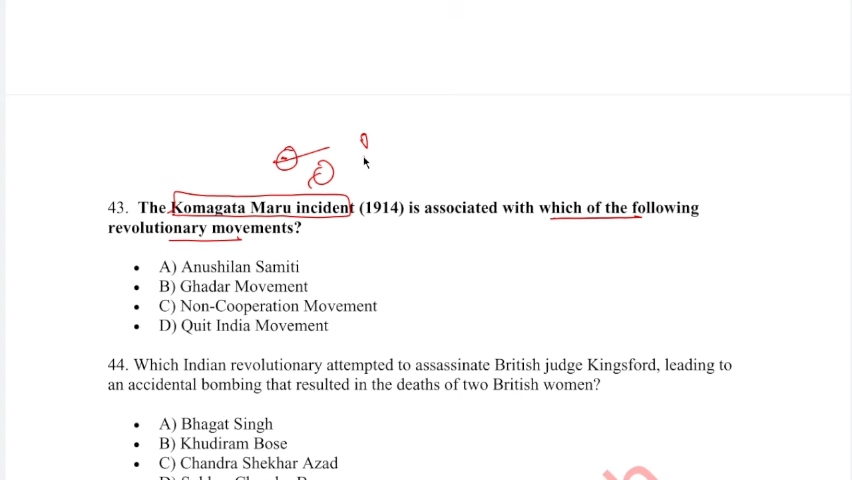 43. The Komagata Maru incident (1914) is associated with which of the following
revolutionary movements?
• A) Anushilan Samiti
• B) Ghadar Movement
• C) Non-Cooperation Movement
• D) Quit India Movement
44. Which Indian revolutionary attempted to assassinate British judge Kingsford, leading to
an accidental bombing that resulted in the deaths of two British women?
• A) Bhagat Singh
• B) Khudiram Bose
• C) Chandra Shekhar Azad